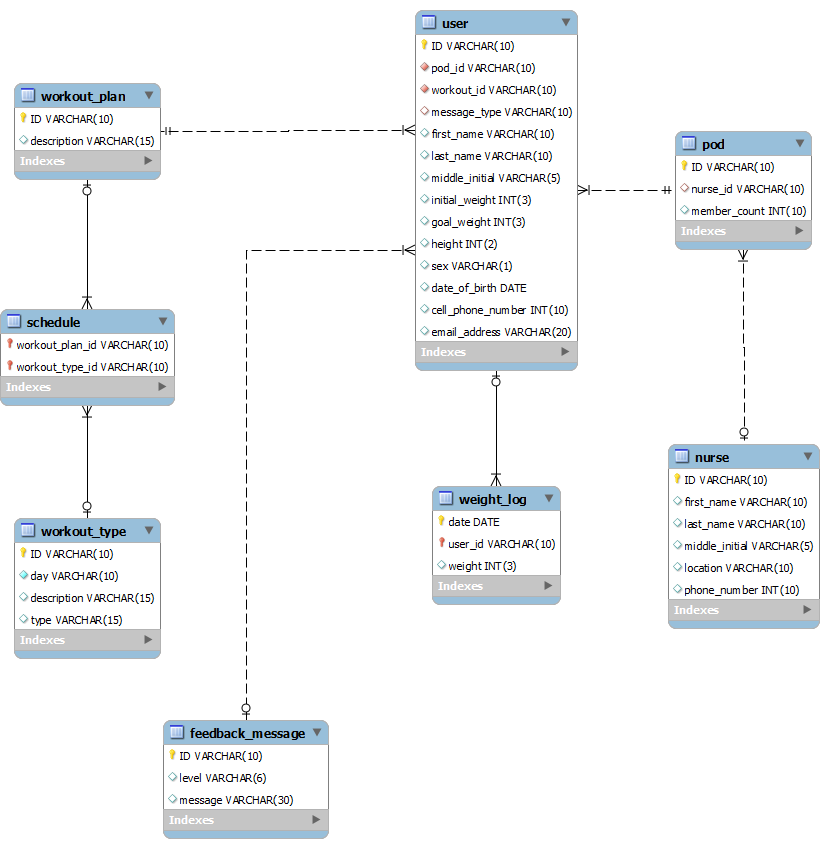 user
ID VARCHAR(10)
pod_id VARCHAR(10)
workout_id VARCHAR(10)
message_type VARCHAR(10)
first_name VARCHAR(10)
last_name VARCHAR(10)
middle_initial VARCHAR(5)
initial_weight INT(3)
goal_weight INT(3)
height INT(2)
sex VARCHAR(1)
date_of_birth DATE
cell_phone_number INT(10)
email_address VARCHAR(20)
Indexes
workout_plan
ID VARCHAR(10)
description VARCHAR(15)
Indexes
pod
ID VARCHAR(10)
nurse_id VARCHAR(10)
member_count INT(10)
Indexes
schedule
workout_plan_id VARCHAR(10)
workout_type_id VARCHAR(10)
Indexes
nurse
ID VARCHAR(10)
first_name VARCHAR(10)
last_name VARCHAR(10)
middle_initial VARCHAR(5)
location VARCHAR(10)
phone_number INT(10)
Indexes
weight_log
date DATE
user_id VARCHAR(10)
weight INT(3)
Indexes
workout_type
ID VARCHAR(10)
day VARCHAR(10)
description VARCHAR(15)
type VARCHAR(15)
Indexes
feedback_message
ID VARCHAR(10)
level VARCHAR(6)
message VARCHAR(30)
Indexes